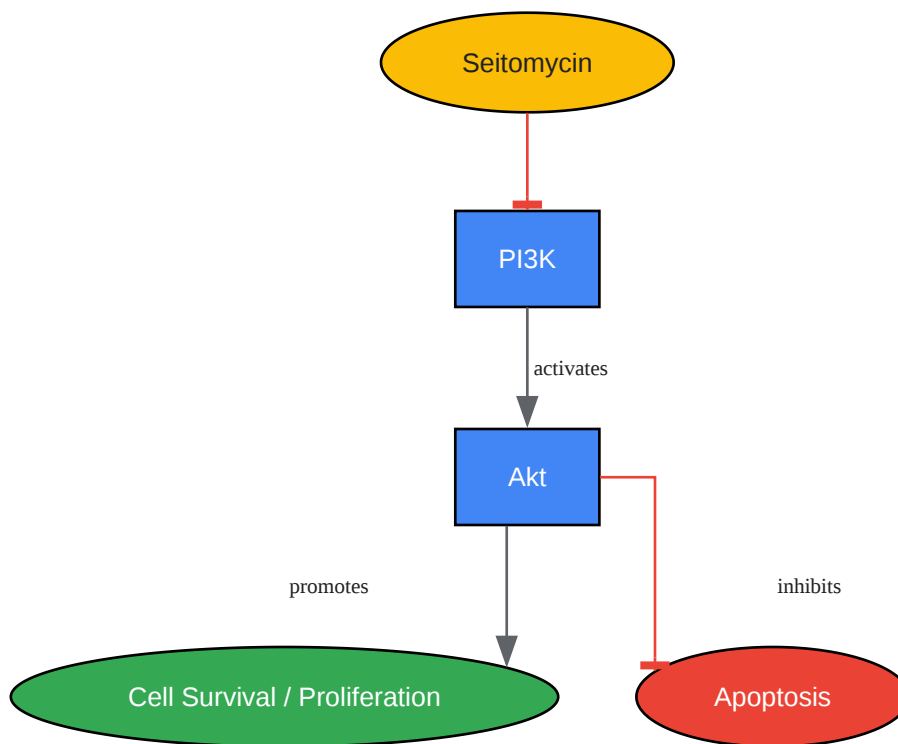 Seitomycin
PI3K
activates
Akt
promotes
inhibits
Cell Survival / Proliferation
Apoptosis